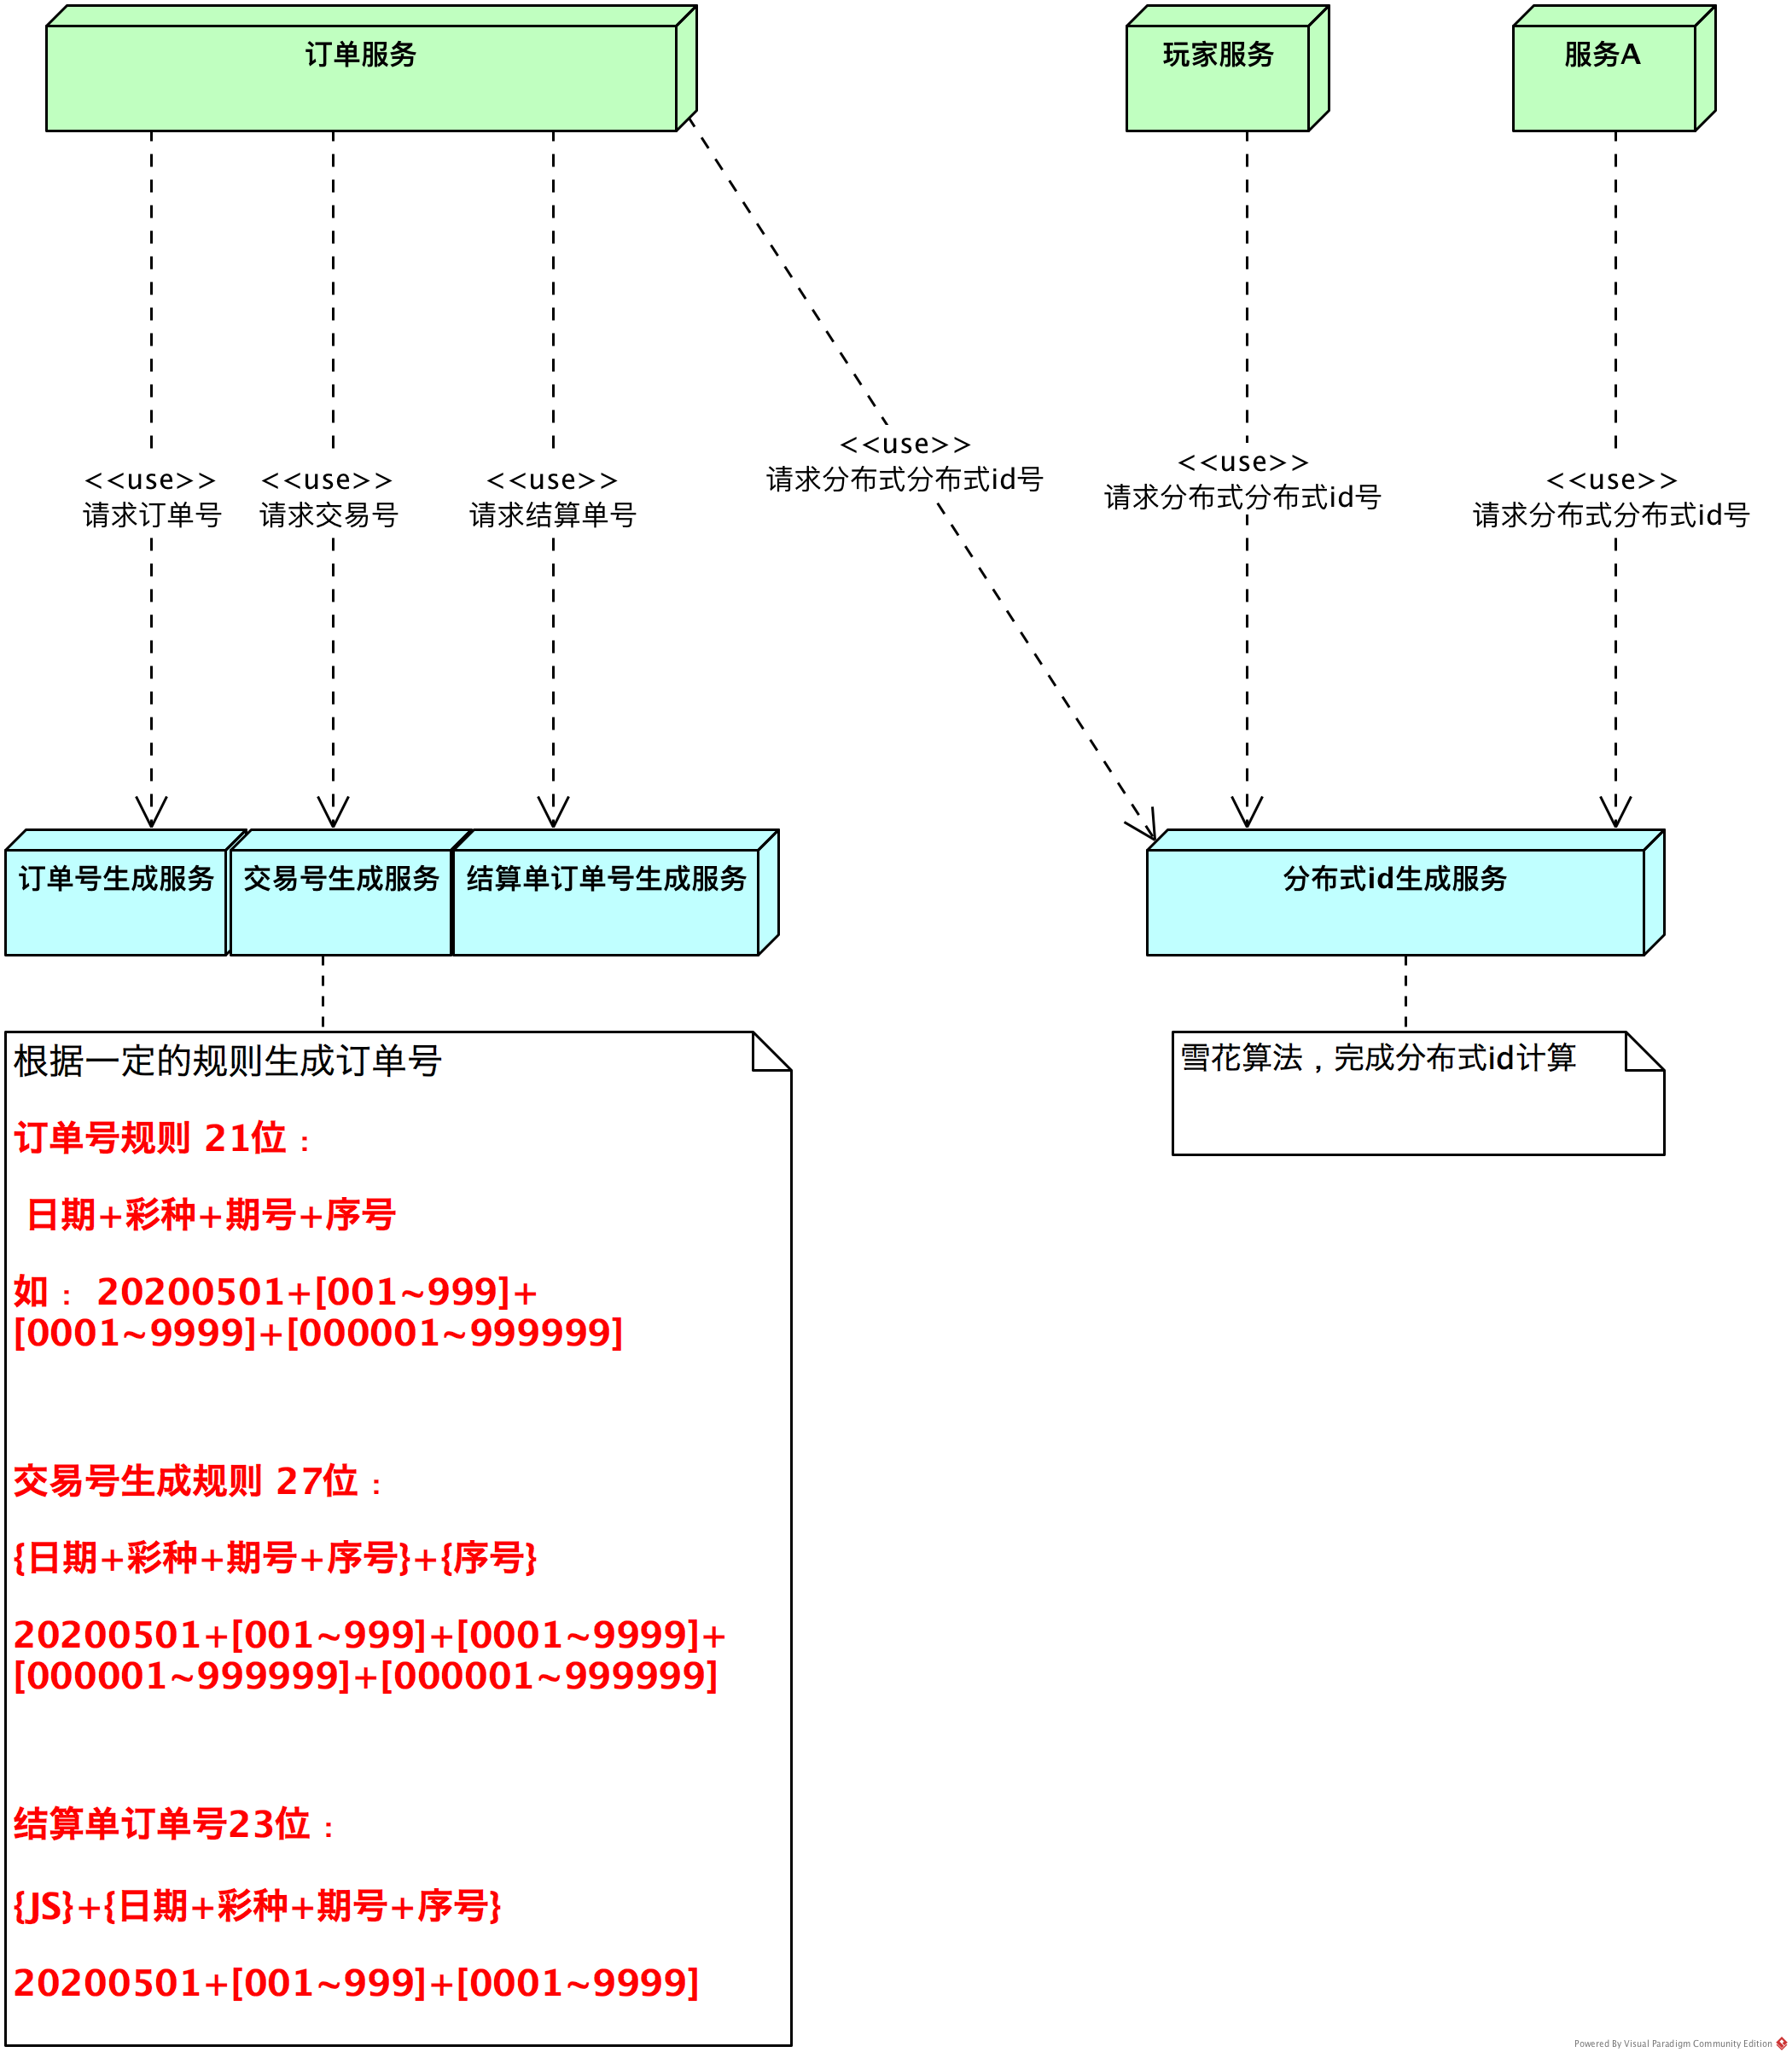 订单服务
玩家服务
服务A
<<use>>
请求订单号
<<use>>
请求交易号
<<use>>
请求结算单号
<<use>>
请求分布式分布式id号
<<use>>
请求分布式分布式id号
<<use>>
请求分布式分布式id号
订单号生成服务
交易号生成服务
结算单订单号生成服务
分布式id生成服务
根据一定的规则生成订单号
订单号规则 21位：
日期+彩种+期号+序号
如： 20200501+[001~999]+
[0001~9999]+[000001~999999]
交易号生成规则 27位：
{日期+彩种+期号+序号}+{序号}
20200501+[001~999]+[0001~9999]+
[000001~999999]+[000001~999999]
结算单订单号23位：
{JS}+{日期+彩种+期号+序号}
20200501+[001~999]+[0001~9999]
雪花算法，完成分布式id计算
Powered By Visual Paradigm Community Edition